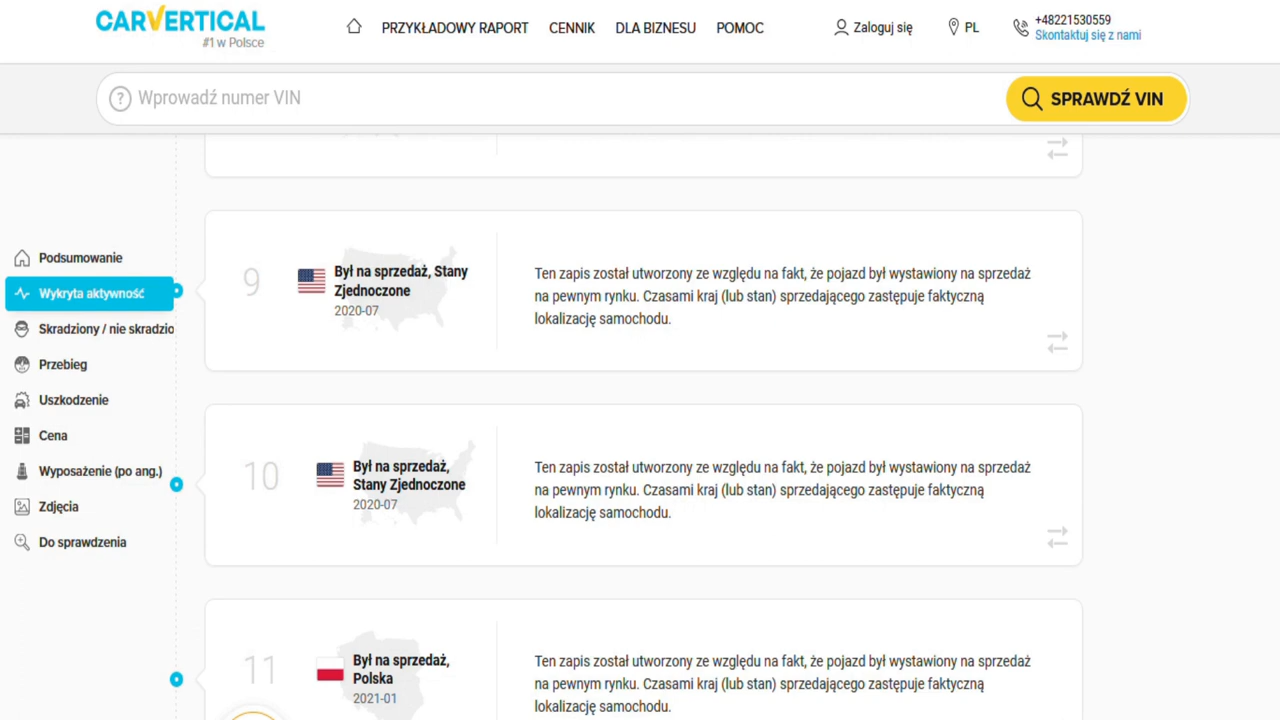 CARVERTICAL
#1 w Polsce
PRZYKŁADOWY RAPORT CENNIK DLA BIZNESU POMOC
Zaloguj się
PL
+48221530559
Skontaktuj się z nami
? Wprowadź numer VIN
SPRAWDŹ VIN
Podsumowanie
Wykryta aktywność
Skradziony / nie skradzio
Przebieg
Uszkodzenie
Cena
Wyposażenie (po ang.)
Zdjęcia
Do sprawdzenia
9
Był na sprzedaż, Stany
Zjednoczone
2020-07
Ten zapis został utworzony ze względu na fakt, że pojazd był wystawiony na sprzedaż
na pewnym rynku. Czasami kraj (lub stan) sprzedającego zastępuje faktyczną
lokalizację samochodu.
10
Był na sprzedaż,
Stany Zjednoczone
2020-07
Ten zapis został utworzony ze względu na fakt, że pojazd był wystawiony na sprzedaż
na pewnym rynku. Czasami kraj (lub stan) sprzedającego zastępuje faktyczną
lokalizację samochodu.
11
Był na sprzedaż,
Polska
2021-01
Ten zapis został utworzony ze względu na fakt, że pojazd był wystawiony na sprzedaż
na pewnym rynku. Czasami kraj (lub stan) sprzedającego zastępuje faktyczną
lokalizację samochodu.